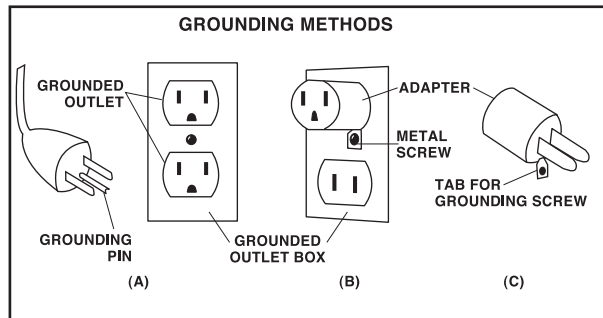 GROUNDING METHODS
GROUNDED
OUTLET
ADAPTER
METAL
SCREW
TAB FOR
GROUNDING SCREW
GROUNDING
PIN
GROUNDED
OUTLET BOX
(A)
(B)
(C)